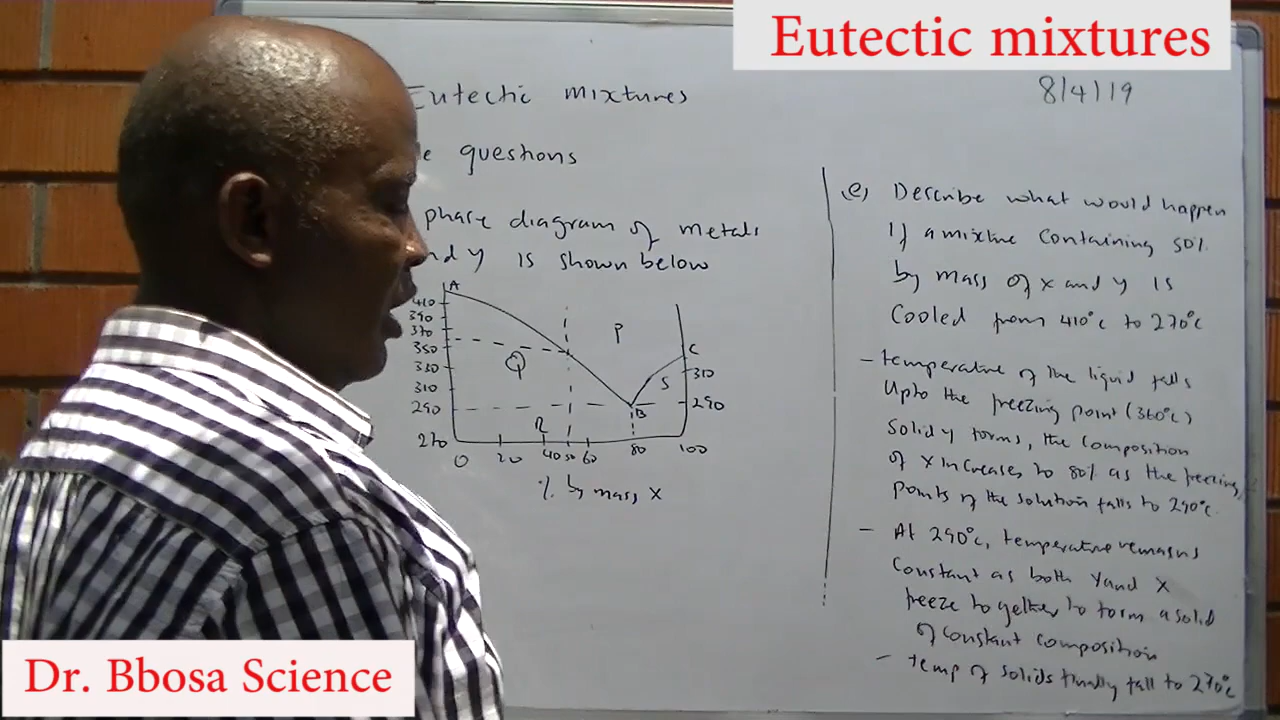 Eutectic mixtures
8/4/19
Eutectic mixtures
questions
phase diagram of metals
nd y is shown below
A
410
390
370
350
330
310
290
270
P
Q
R
S
B
C
310
290
0 20 40 50 60 80 100
% by mass X
(e) Describe what would happen
If a mixture containing 50%
by mass of x and y is
Cooled from 410°c to 270°c
- temperature of the liquid falls
Upto the freezing point (360°c)
Solid y forms, the composition
of x increases to 80% as the freezing
points of the solution falls to 290°c.
- At 290°c, temperature remains
Constant as both Y and X
freeze together to form a solid
of constant composition
- temp of solids finally fall to 270°c
Dr. Bbosa Science